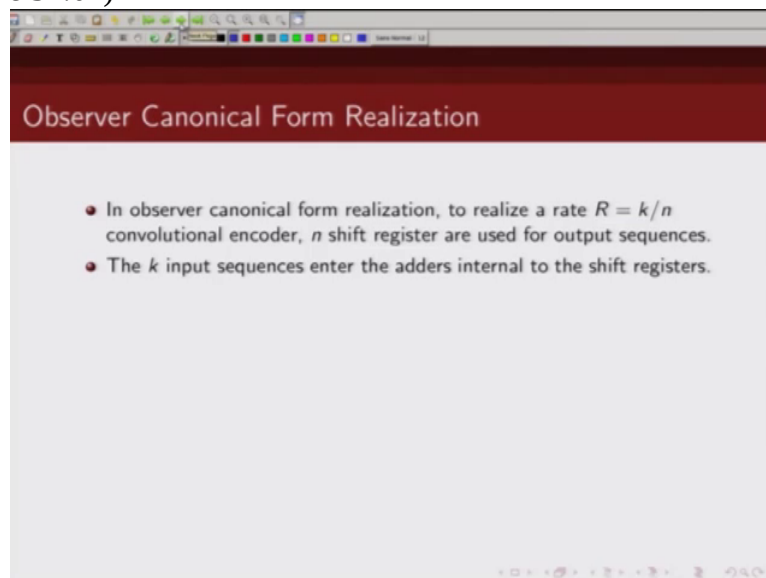 Observer Canonical Form Realization
In observer canonical form realization, to realize a rate R = k/n
convolutional encoder, n shift register are used for output sequences.
The k input sequences enter the adders internal to the shift registers.